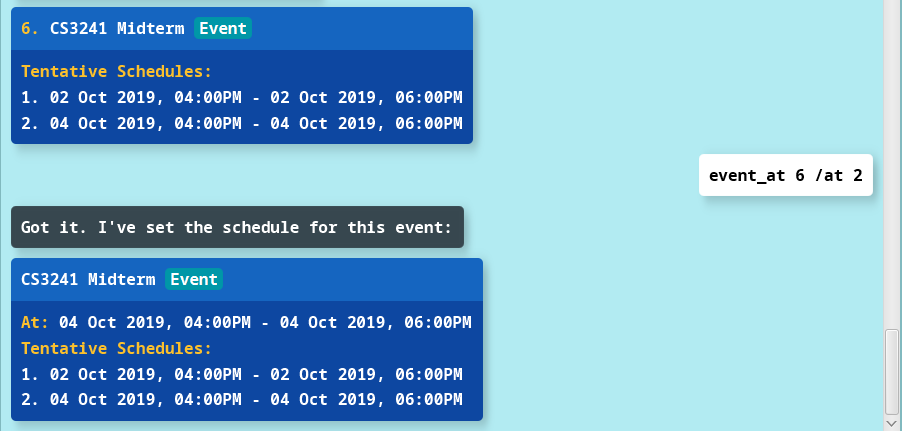 6. CS3241 Midterm Event
Tentative Schedules:
1. 02 Oct 2019, 04:00PM - 02 Oct 2019, 06:00PM
2. 04 Oct 2019, 04:00PM - 04 Oct 2019, 06:00PM
event_at 6 /at 2
Got it. I've set the schedule for this event:
CS3241 Midterm Event
At: 04 Oct 2019, 04:00PM - 04 Oct 2019, 06:00PM
Tentative Schedules:
1. 02 Oct 2019, 04:00PM - 02 Oct 2019, 06:00PM
2. 04 Oct 2019, 04:00PM - 04 Oct 2019, 06:00PM